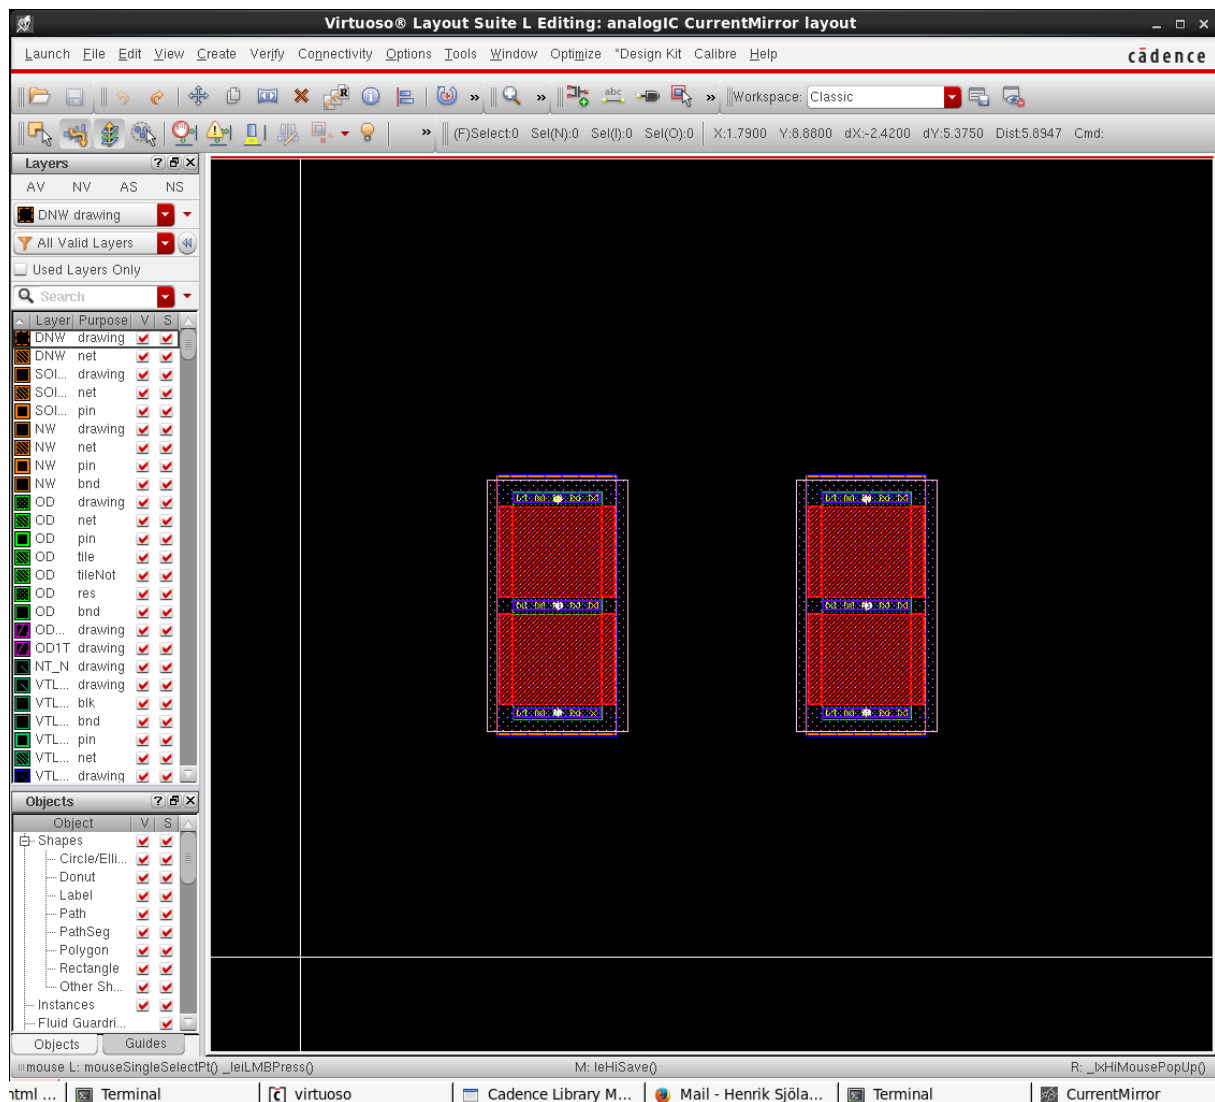 Virtuoso® Layout Suite L Editing: analogIC CurrentMirror layout
Launch File Edit View Create Verify Connectivity Options Tools Window Optimize *Design Kit Calibre Help cādence
R abc Workspace: Classic
(F)Select:0 Sel(N):0 Sel(I):0 Sel(O):0 X:1.7900 Y:8.8800 dX:-2.4200 dY:5.3750 Dist:5.8947 Cmd:
Layers
AV NV AS NS
DNW drawing
All Valid Layers
Used Layers Only
Search
Layer Purpose V S
DNW drawing
DNW net
SOI... drawing
SOI... net
SOI... pin
NW drawing
NW net
NW pin
NW bnd
OD drawing
OD net
OD pin
OD tile
OD tileNot
OD res
OD bnd
OD... drawing
OD1T drawing
NT_N drawing
VTL... drawing
VTL... blk
VTL... bnd
VTL... pin
VTL... net
VTL... drawing
Objects
Object V S
Shapes
Circle/Elli...
Donut
Label
Path
PathSeg
Polygon
Rectangle
Other Sh...
Instances
Fluid Guardri...
Objects Guides
mouse L: mouseSingleSelectPt() _leiLMBPress() M: leHiSave() R: _lxHiMousePopUp()
html ... Terminal virtuoso Cadence Library M... Mail - Henrik Sjöla... Terminal CurrentMirror